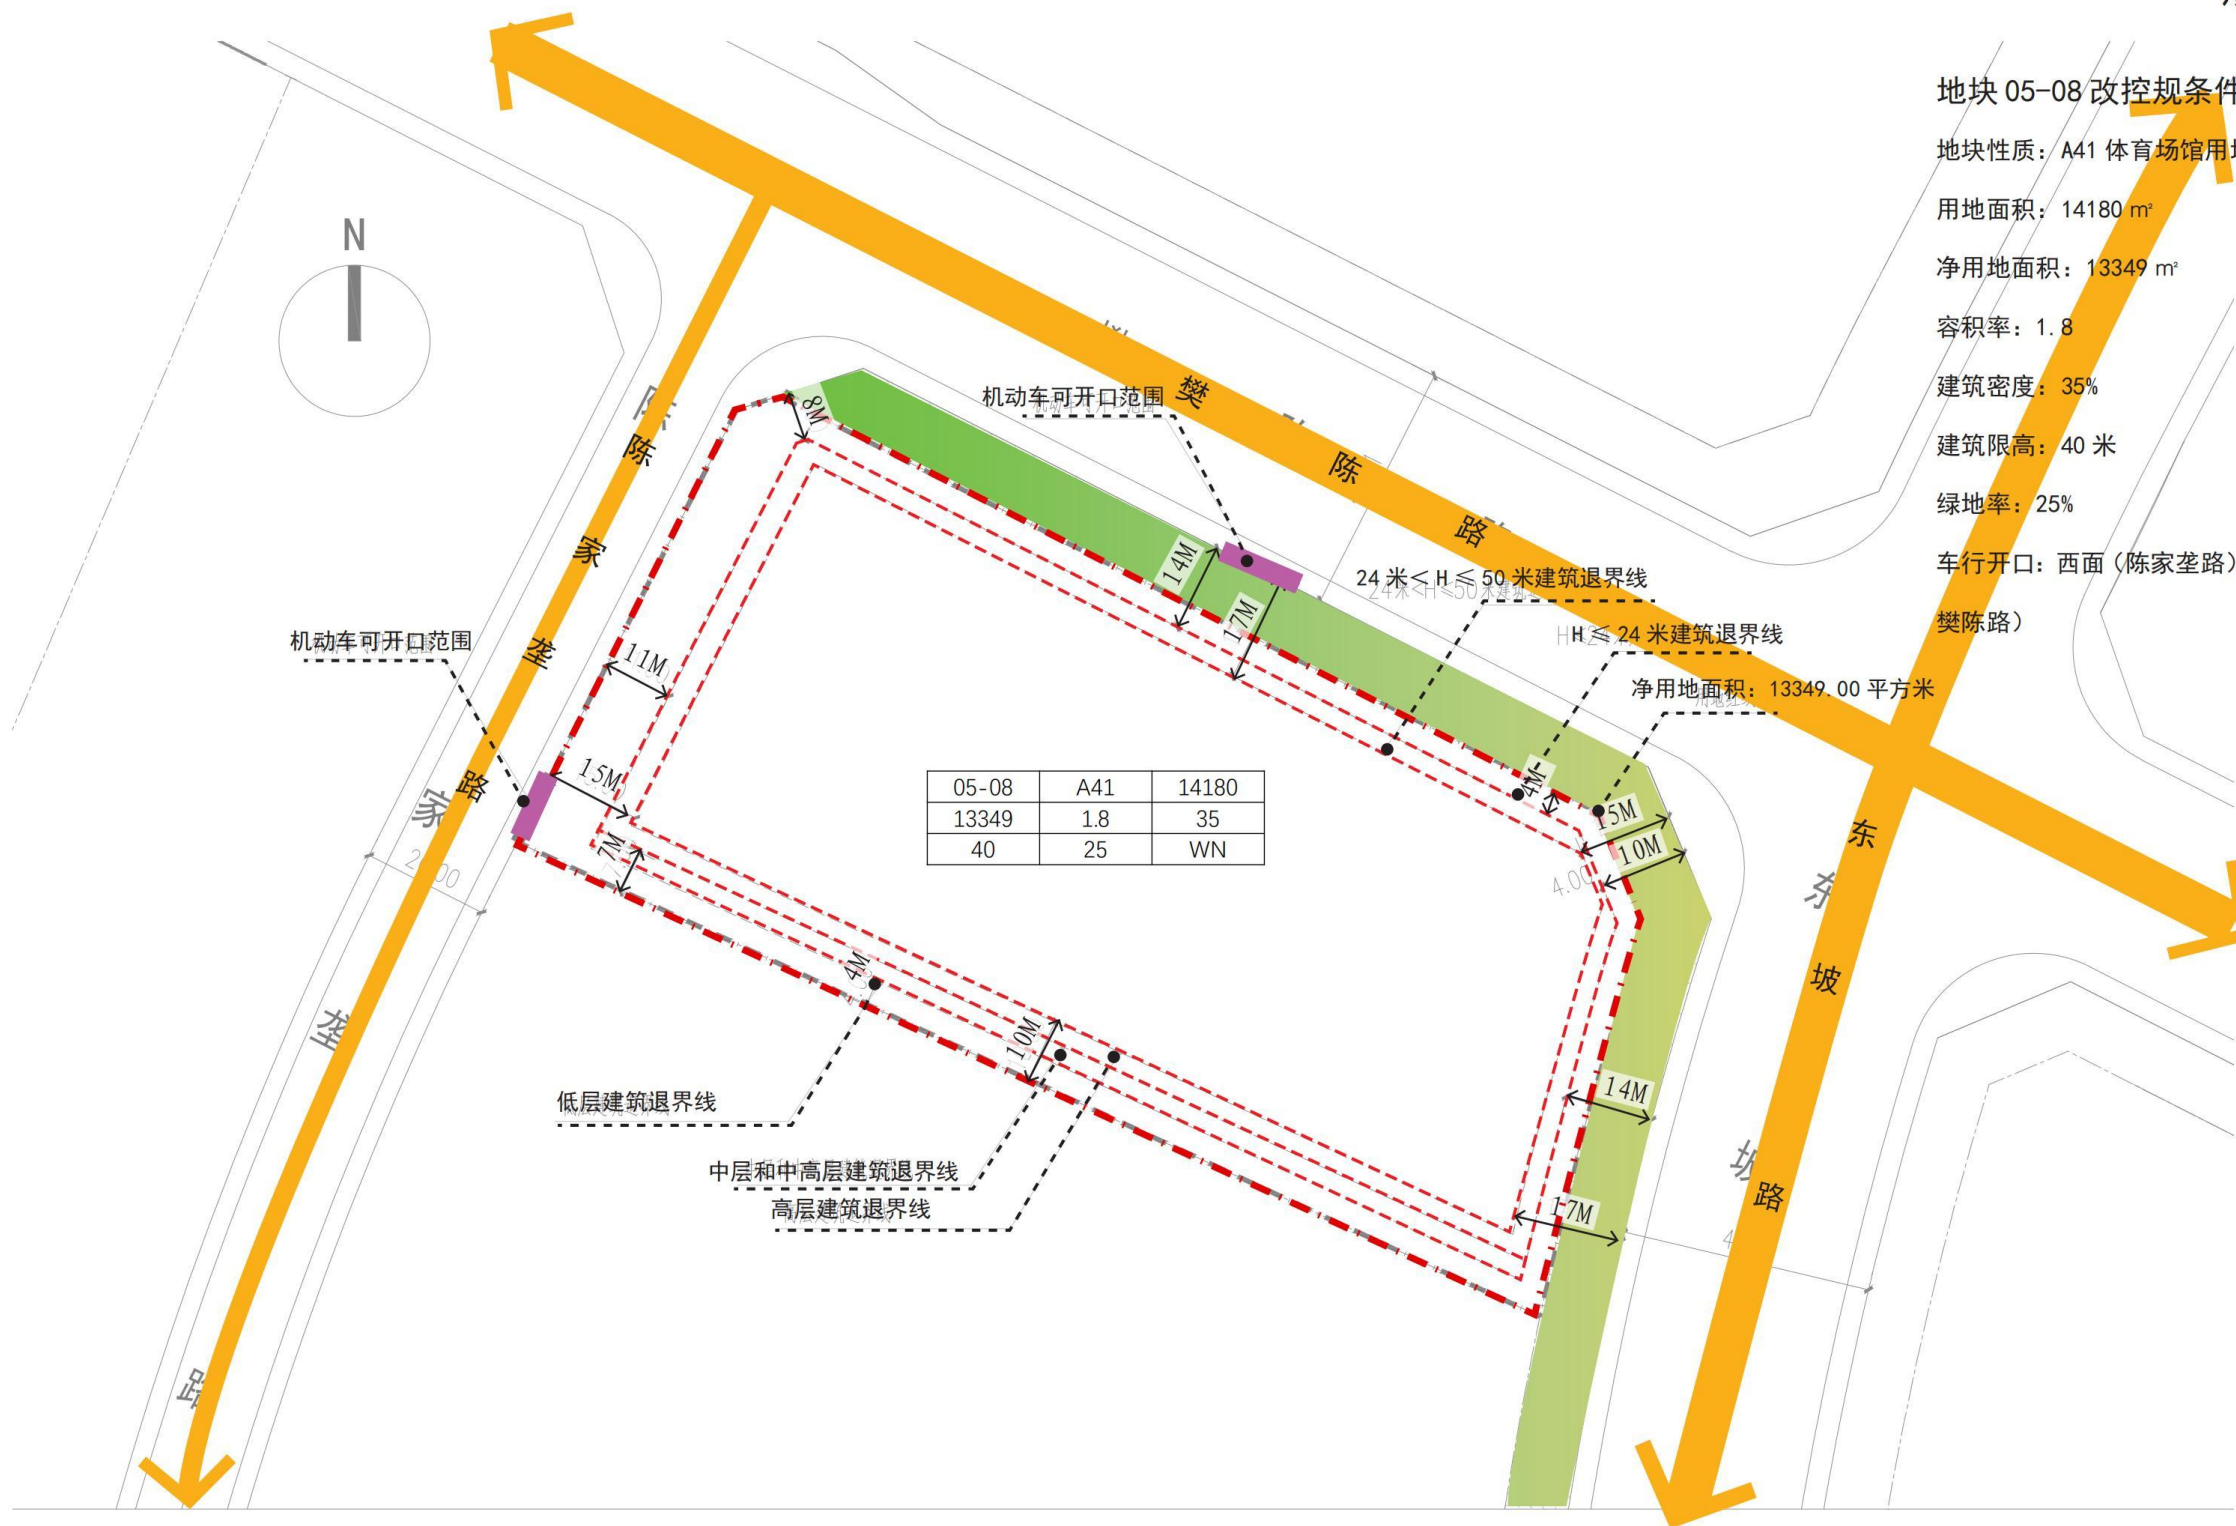 地块 05-08 改控规条件
地块性质：A41 体育场馆用地
用地面积：14180 ㎡
净用地面积：13349 ㎡
容积率：1.8
建筑密度：35%
建筑限高：40 米
绿地率：25%
车行开口：西面（陈家垄路）
樊陈路）
N
机动车可开口范围
樊陈路
陈家垄路
东坡路
机动车可开口范围
24 米＜H ≤ 50 米建筑退界线
H ≤ 24 米建筑退界线
净用地面积：13349.00 平方米
8M
14M
17M
11M
15M
7M
4M
15M
10M
4.00
05-08 A41 14180
13349 1.8 35
40 25 WN
4M
10M
14M
17M
低层建筑退界线
中层和中高层建筑退界线
高层建筑退界线
陈
家
垄
路
东
坡